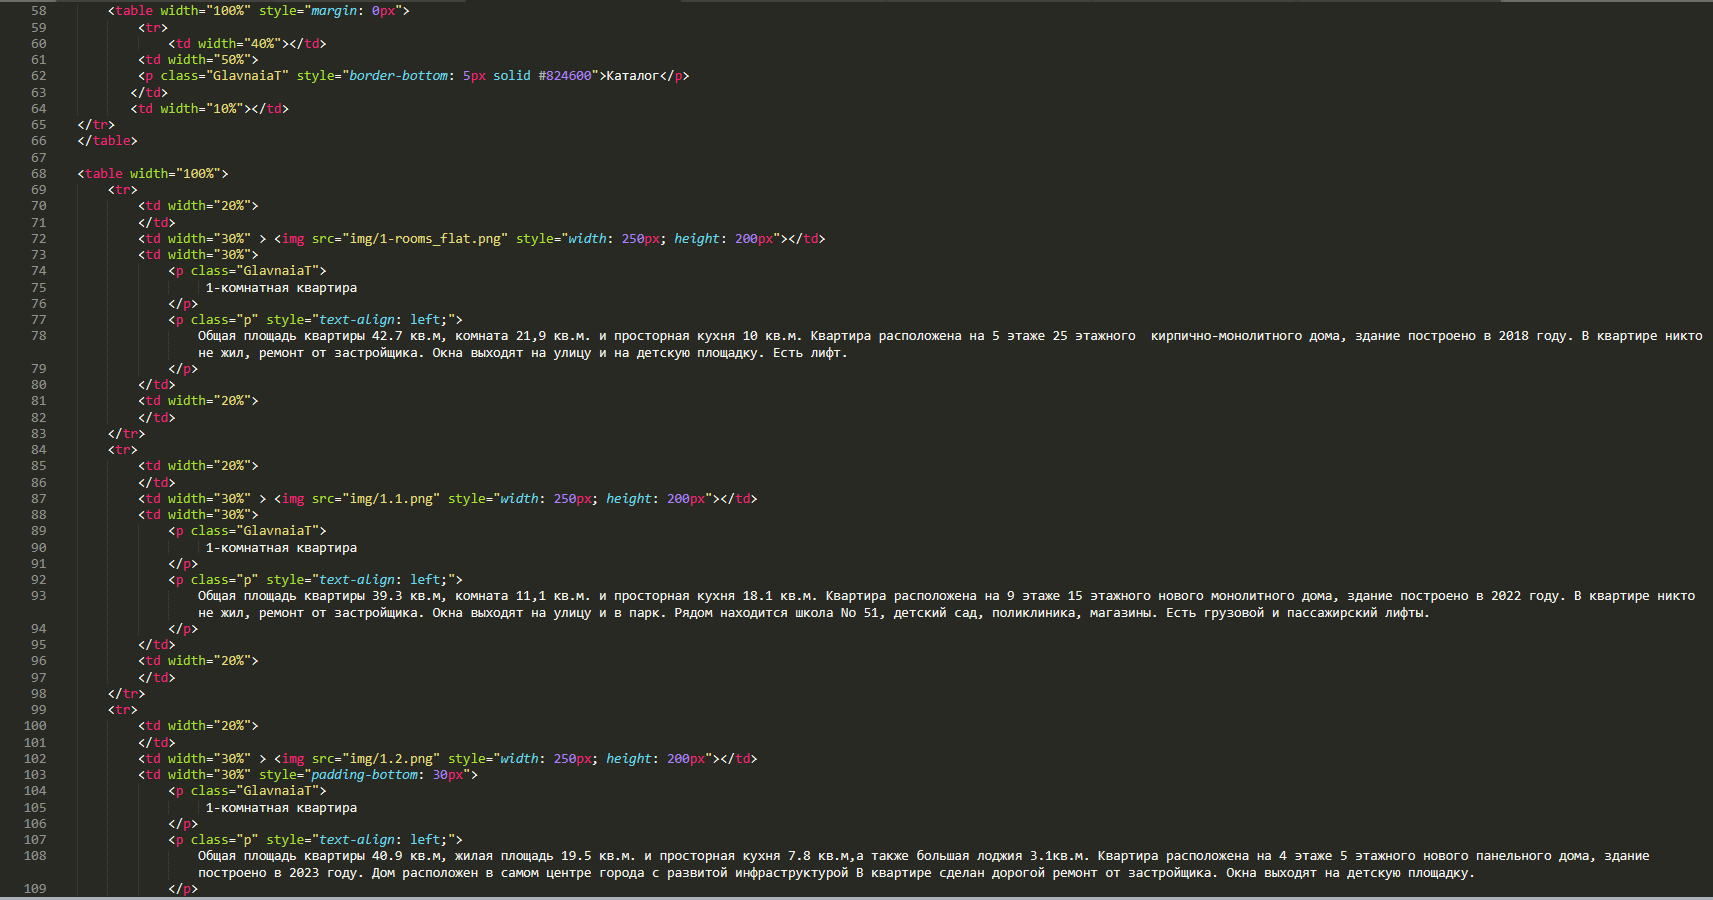 58 <table width="100%" style="margin: 0px">
59 <tr>
60 <td width="40%"></td>
61 <td width="50%">
62 <p class="GlavnaiaT" style="border-bottom: 5px solid #824600">Каталог</p>
63 </td>
64 <td width="10%"></td>
65 </tr>
66 </table>
67
68 <table width="100%">
69 <tr>
70 <td width="20%">
71 </td>
72 <td width="30%" > <img src="img/1-rooms_flat.png" style="width: 250px; height: 200px"></td>
73 <td width="30%">
74 <p class="GlavnaiaT">
75 1-комнатная квартира
76 </p>
77 <p class="p" style="text-align: left;">
78 Общая площадь квартиры 42.7 кв.м, комната 21,9 кв.м. и просторная кухня 10 кв.м. Квартира расположена на 5 этаже 25 этажного  кирпично-монолитного дома, здание построено в 2018 году. В квартире никто
не жил, ремонт от застройщика. Окна выходят на улицу и на детскую площадку. Есть лифт.
79 </p>
80 </td>
81 <td width="20%">
82 </td>
83 </tr>
84 <tr>
85 <td width="20%">
86 </td>
87 <td width="30%" > <img src="img/1.1.png" style="width: 250px; height: 200px"></td>
88 <td width="30%">
89 <p class="GlavnaiaT">
90 1-комнатная квартира
91 </p>
92 <p class="p" style="text-align: left;">
93 Общая площадь квартиры 39.3 кв.м, комната 11,1 кв.м. и просторная кухня 18.1 кв.м. Квартира расположена на 9 этаже 15 этажного нового монолитного дома, здание построено в 2022 году. В квартире никто
не жил, ремонт от застройщика. Окна выходят на улицу и в парк. Рядом находится школа No 51, детский сад, поликлиника, магазины. Есть грузовой и пассажирский лифты.
94 </p>
95 </td>
96 <td width="20%">
97 </td>
98 </tr>
99 <tr>
100 <td width="20%">
101 </td>
102 <td width="30%" > <img src="img/1.2.png" style="width: 250px; height: 200px"></td>
103 <td width="30%" style="padding-bottom: 30px">
104 <p class="GlavnaiaT">
105 1-комнатная квартира
106 </p>
107 <p class="p" style="text-align: left;">
108 Общая площадь квартиры 40.9 кв.м, жилая площадь 19.5 кв.м. и просторная кухня 7.8 кв.м,а также большая лоджия 3.1кв.м. Квартира расположена на 4 этаже 5 этажного нового панельного дома, здание
построено в 2023 году. Дом расположен в самом центре города с развитой инфраструктурой В квартире сделан дорогой ремонт от застройщика. Окна выходят на детскую площадку.
109 </p>